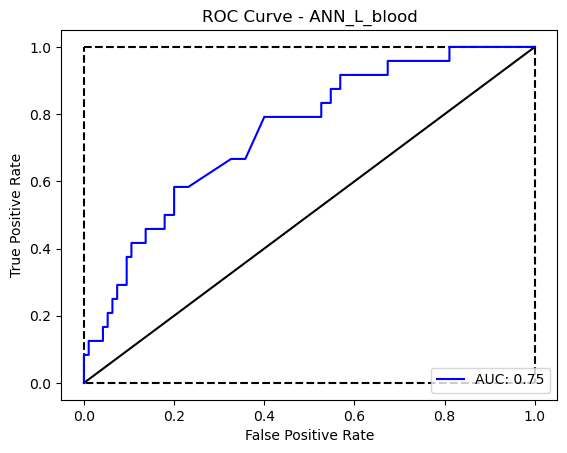 ROC Curve - ANN_L_blood
True Positive Rate
1.0
0.8
0.6
0.4
0.2
0.0
AUC: 0.75
0.0 0.2 0.4 0.6 0.8 1.0
False Positive Rate